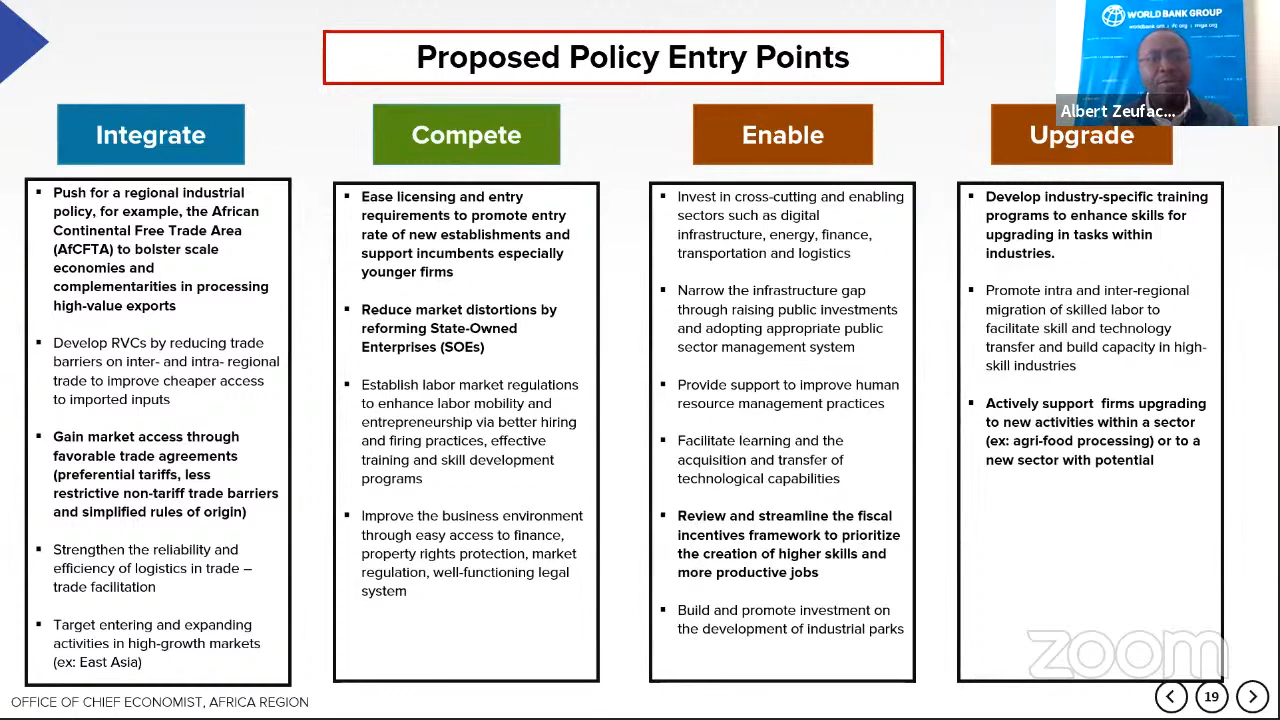 Proposed Policy Entry Points
WORLD BANK GROUP
Albert Zeufac...
Integrate
▪ Push for a regional industrial
policy, for example, the African
Continental Free Trade Area
(AfCFTA) to bolster scale
economies and
complementarities in processing
high-value exports
▪ Develop RVCs by reducing trade
barriers on inter- and intra- regional
trade to improve cheaper access
to imported inputs
▪ Gain market access through
favorable trade agreements
(preferential tariffs, less
restrictive non-tariff trade barriers
and simplified rules of origin)
▪ Strengthen the reliability and
efficiency of logistics in trade –
trade facilitation
▪ Target entering and expanding
activities in high-growth markets
(ex: East Asia)
Compete
▪ Ease licensing and entry
requirements to promote entry
rate of new establishments and
support incumbents especially
younger firms
▪ Reduce market distortions by
reforming State-Owned
Enterprises (SOEs)
▪ Establish labor market regulations
to enhance labor mobility and
entrepreneurship via better hiring
and firing practices, effective
training and skill development
programs
▪ Improve the business environment
through easy access to finance,
property rights protection, market
regulation, well-functioning legal
system
Enable
▪ Invest in cross-cutting and enabling
sectors such as digital
infrastructure, energy, finance,
transportation and logistics
▪ Narrow the infrastructure gap
through raising public investments
and adopting appropriate public
sector management system
▪ Provide support to improve human
resource management practices
▪ Facilitate learning and the
acquisition and transfer of
technological capabilities
▪ Review and streamline the fiscal
incentives framework to prioritize
the creation of higher skills and
more productive jobs
▪ Build and promote investment on
the development of industrial parks
Upgrade
▪ Develop industry-specific training
programs to enhance skills for
upgrading in tasks within
industries.
▪ Promote intra and inter-regional
migration of skilled labor to
facilitate skill and technology
transfer and build capacity in high-
skill industries
▪ Actively support firms upgrading
to new activities within a sector
(ex: agri-food processing) or to a
new sector with potential
zoom
OFFICE OF CHIEF ECONOMIST, AFRICA REGION
19